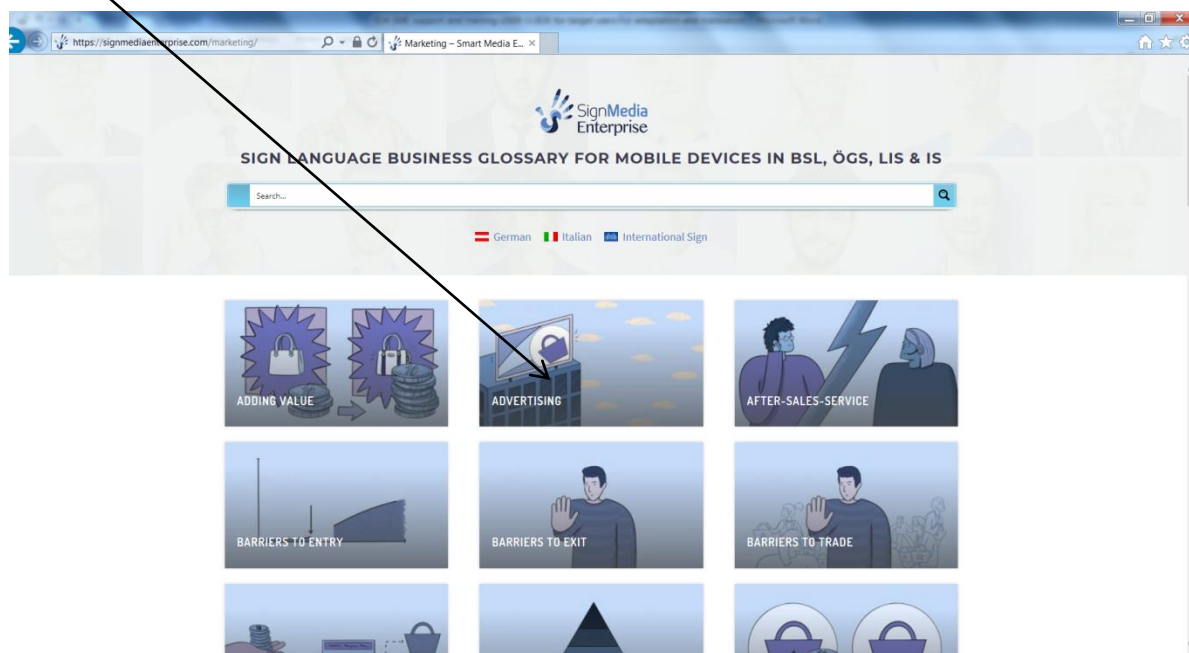 https://signmediaenterprise.com/marketing/
Marketing – Smart Media E...
SignMedia
Enterprise
SIGN LANGUAGE BUSINESS GLOSSARY FOR MOBILE DEVICES IN BSL, ÖGS, LIS & IS
Search...
German Italian International Sign
ADDING VALUE
ADVERTISING
AFTER-SALES-SERVICE
BARRIERS TO ENTRY
BARRIERS TO EXIT
BARRIERS TO TRADE